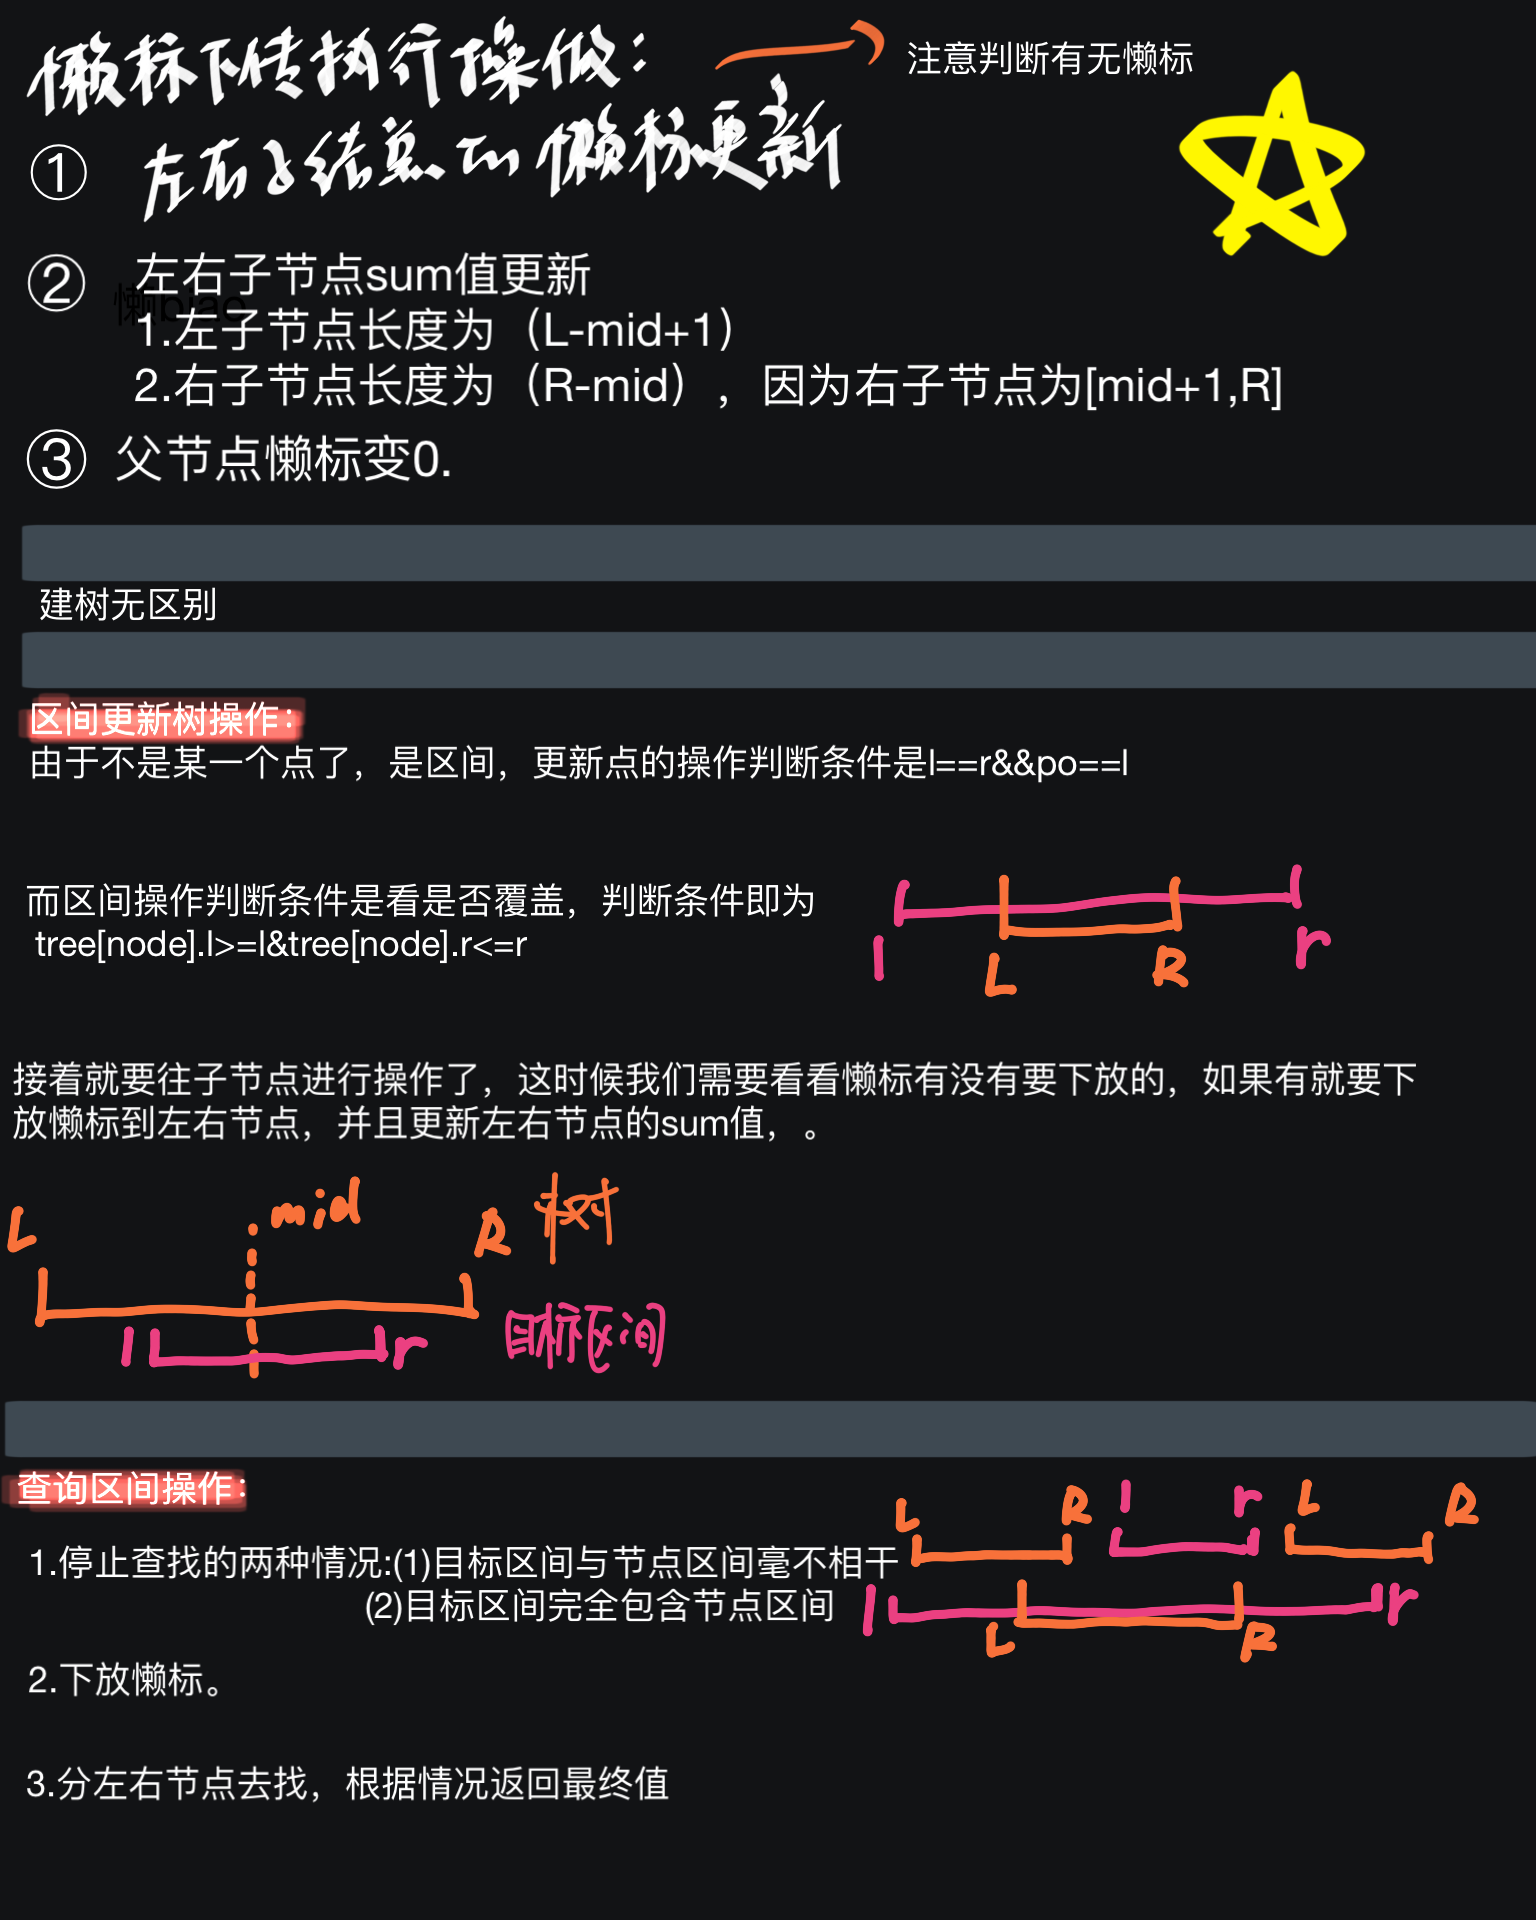 懒标下传执行操做：
注意判断有无懒标
① 左右子结点的懒标更新
② 左右子节点sum值更新
懒biao
1.左子节点长度为（L-mid+1）
2.右子节点长度为（R-mid），因为右子节点为[mid+1,R]
③ 父节点懒标变0.
建树无区别
区间更新树操作：
由于不是某一个点了，是区间，更新点的操作判断条件是l==r&&po==l
而区间操作判断条件是看是否覆盖，判断条件即为
tree[node].l>=l&tree[node].r<=r
l L R r
接着就要往子节点进行操作了，这时候我们需要看看懒标有没有要下放的，如果有就要下
放懒标到左右节点，并且更新左右节点的sum值，。
L mid R 树
l r 目标区间
查询区间操作：
L R l r L R
1.停止查找的两种情况:(1)目标区间与节点区间毫不相干
(2)目标区间完全包含节点区间
l r
L R
2.下放懒标。
3.分左右节点去找，根据情况返回最终值